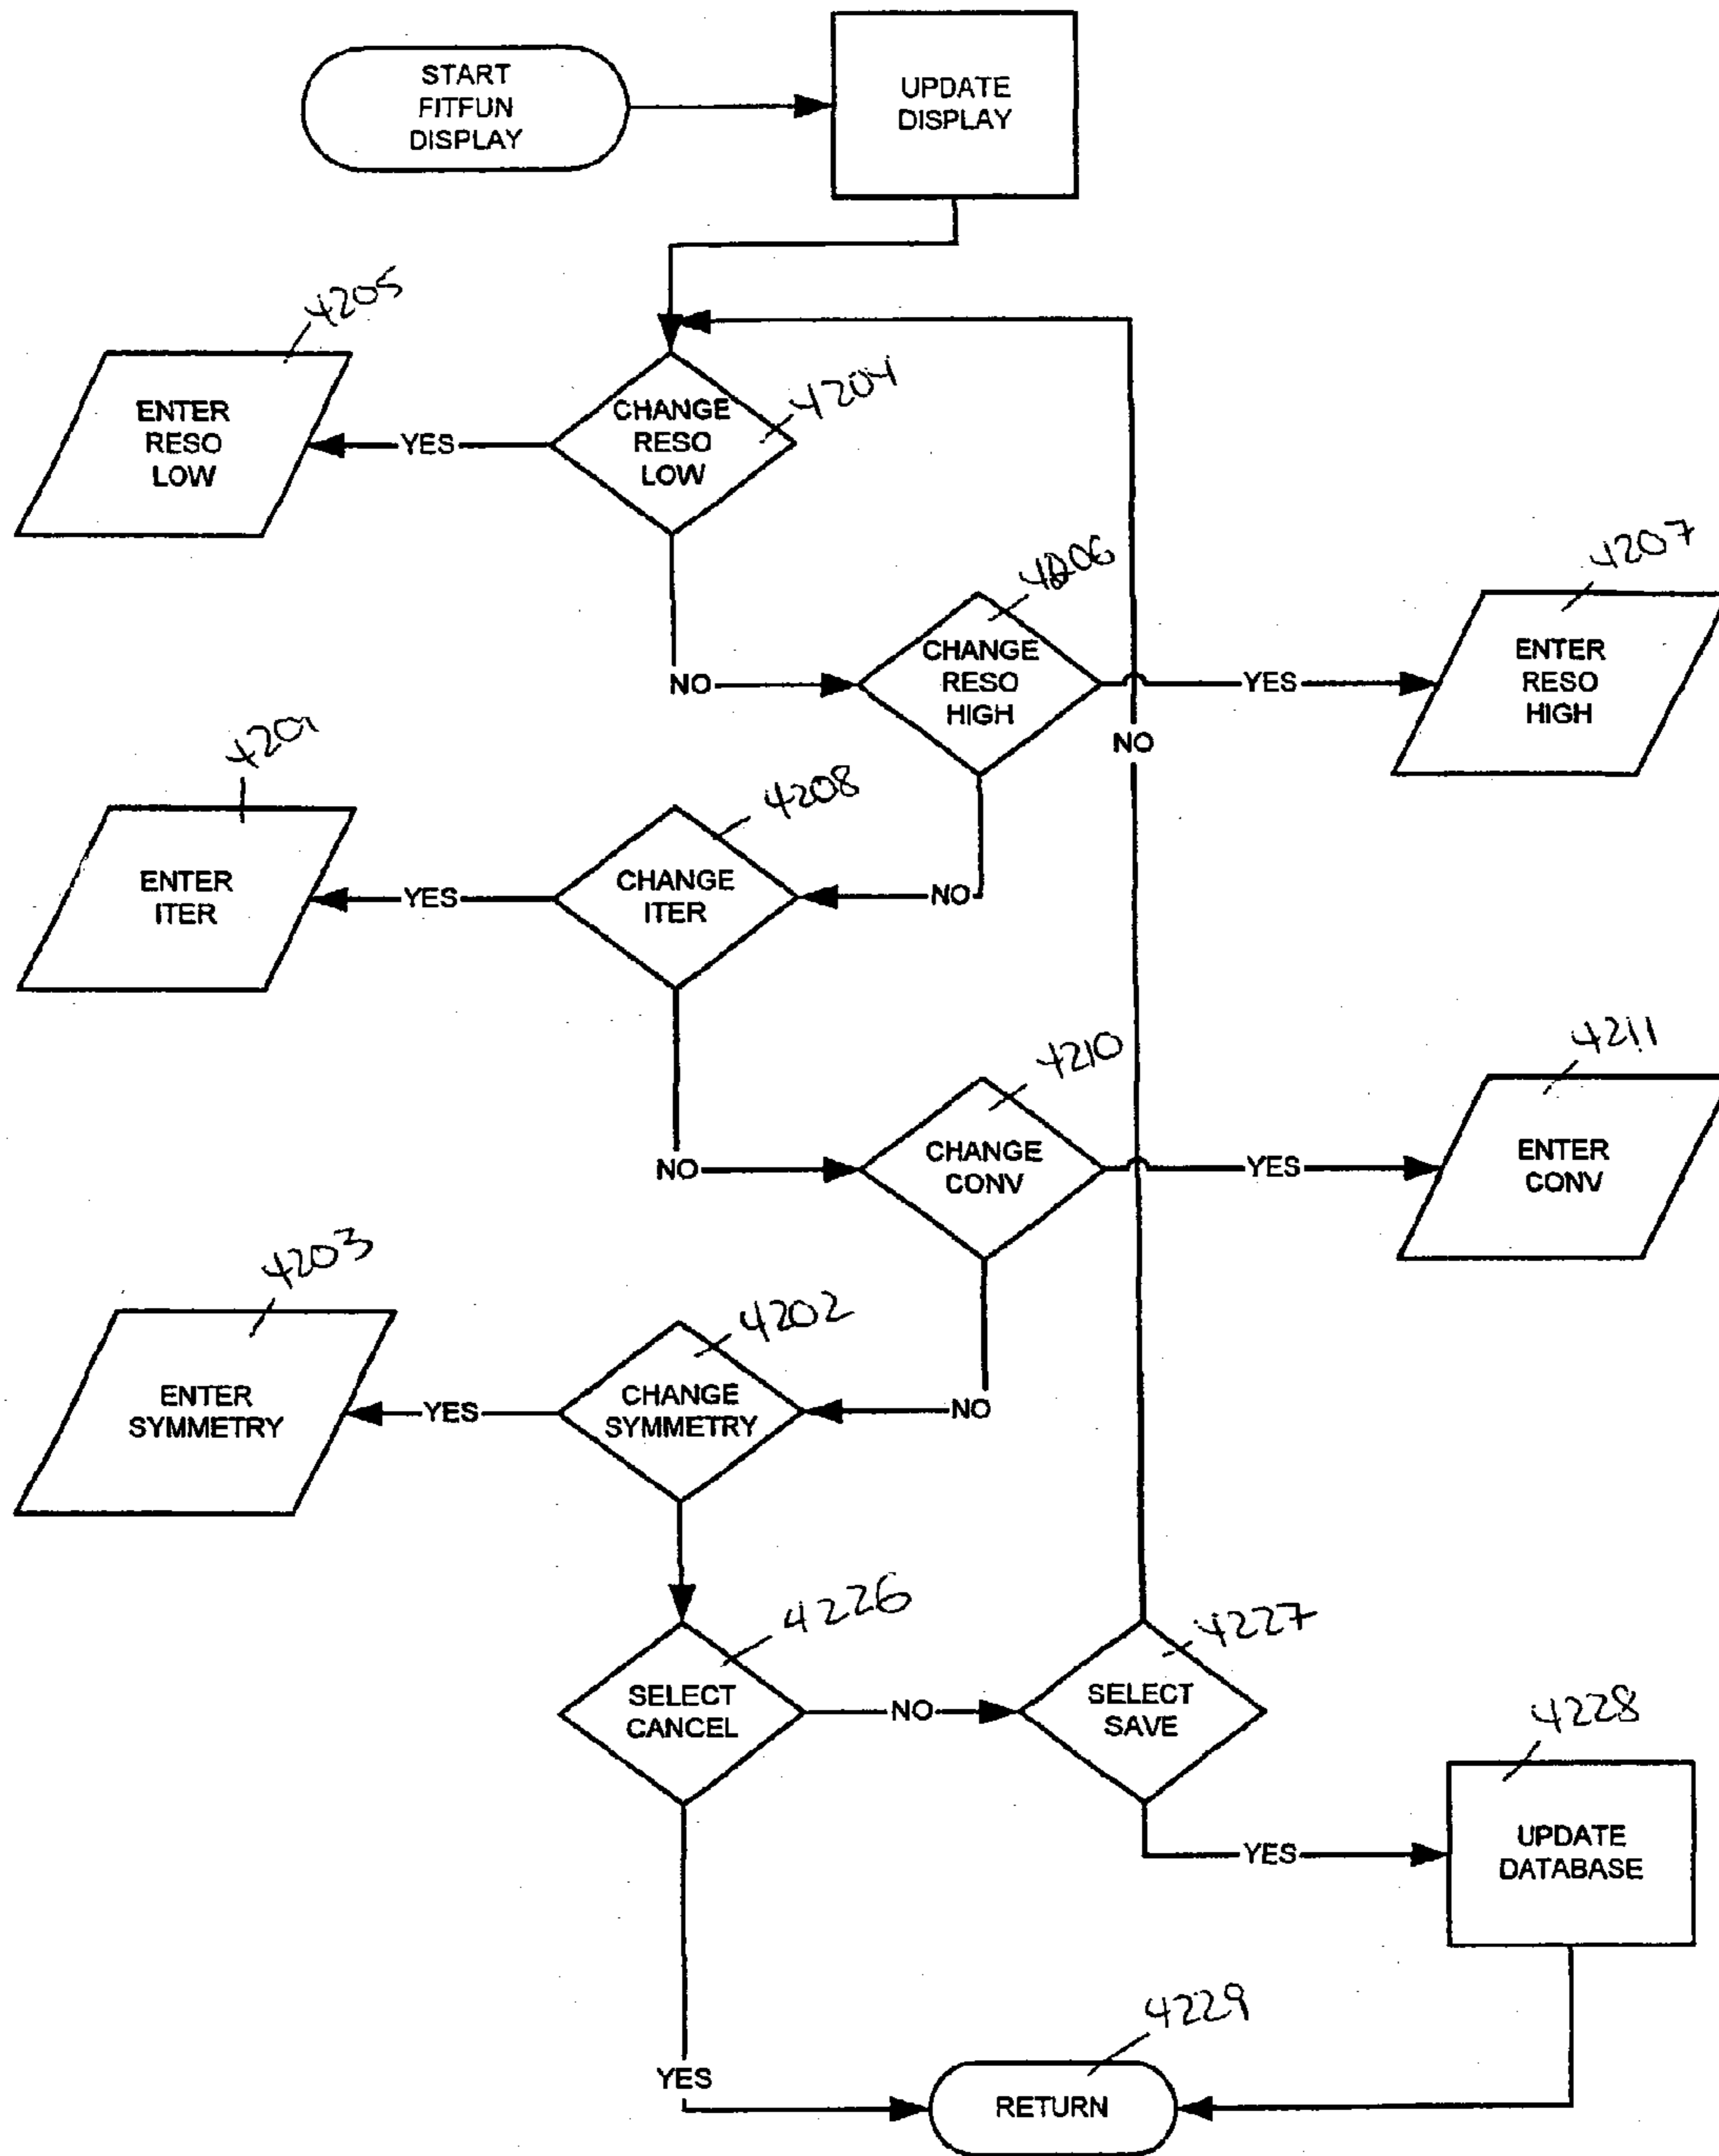 START
FITFUN
DISPLAY
UPDATE
DISPLAY
4205
ENTER
RESO
LOW
YES
CHANGE
RESO
LOW
4204
NO
4206
CHANGE
RESO
HIGH
YES
4207
ENTER
RESO
HIGH
NO
4209
ENTER
ITER
YES
4208
CHANGE
ITER
NO
NO
4210
CHANGE
CONV
YES
4211
ENTER
CONV
4203
ENTER
SYMMETRY
YES
4202
CHANGE
SYMMETRY
NO
4226
SELECT
CANCEL
NO
4227
SELECT
SAVE
YES
4228
UPDATE
DATABASE
YES
4229
RETURN